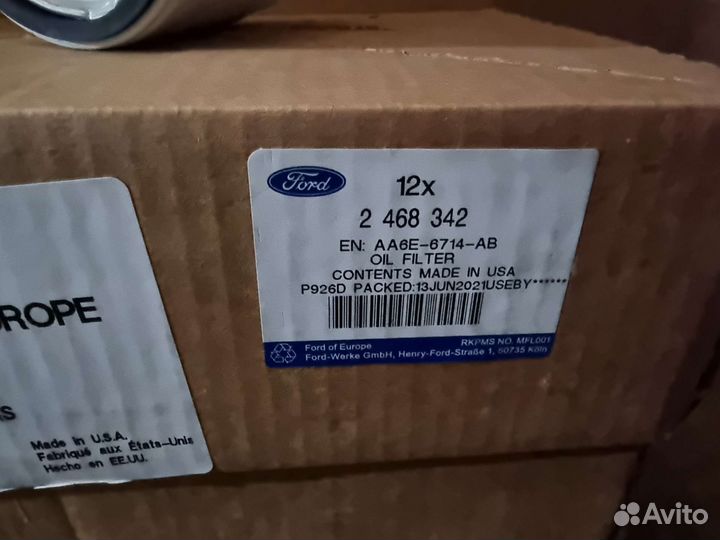 Ford
12x
2 468 342
EN: AA6E-6714-AB
OIL FILTER
CONTENTS MADE IN USA
P926D PACKED:13JUN2021USEBY******
RKPMS NO. MFL001
Ford of Europe
Ford-Werke GmbH, Henry-Ford-Straße 1, 50735 Köln
UROPE
Made in U.S.A.
Fabriqué aux États-Unis
Hecho en EE.UU.
Avito